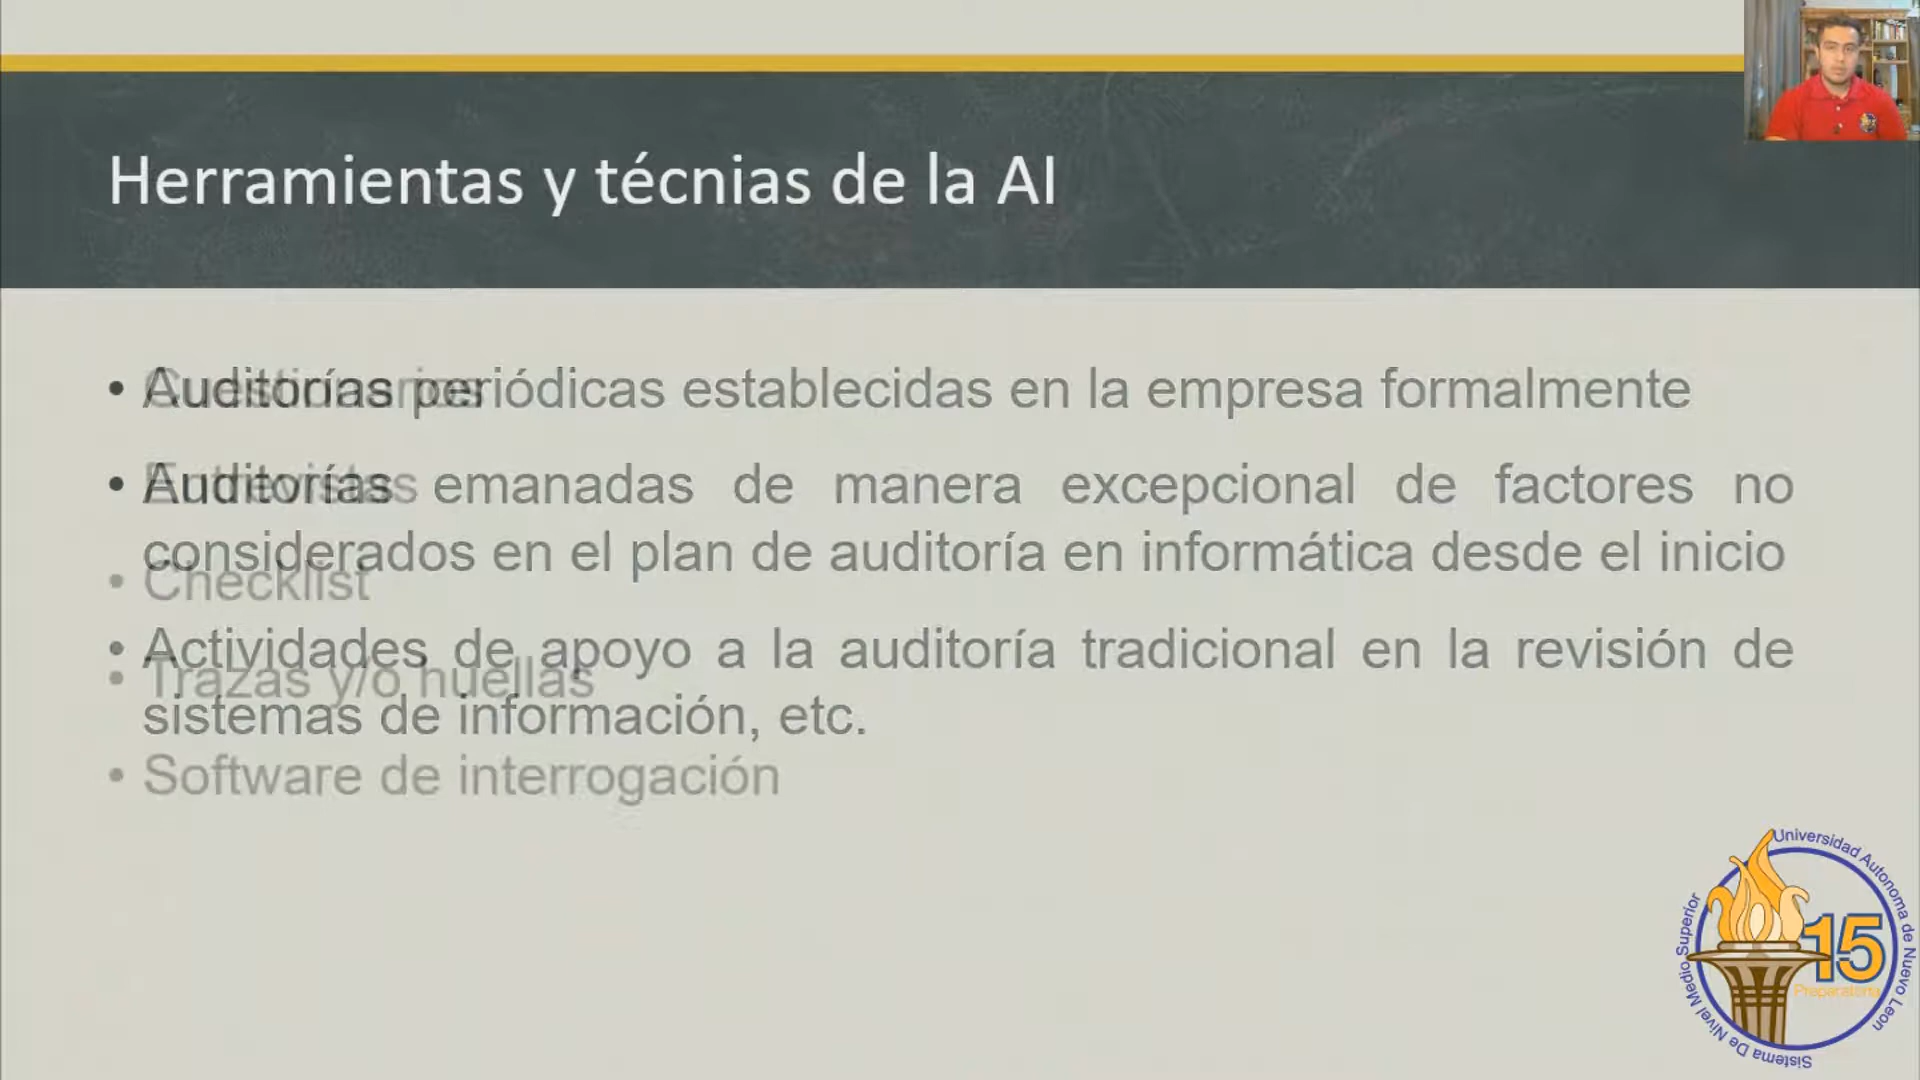 Herramientas y técnias de la AI
• Auditorías periódicas establecidas en la empresa formalmente
• Auditorías emanadas de manera excepcional de factores no
considerados en el plan de auditoría en informática desde el inicio
• Actividades de apoyo a la auditoría tradicional en la revisión de
sistemas de información, etc.
• Cuestionarios
• Entrevistas
• Checklist
• Trazas y/o huellas
• Software de interrogación
Universidad Autonoma de Nuevo Leon
15
Preparatoria
Sistema De Nivel Medio Superior